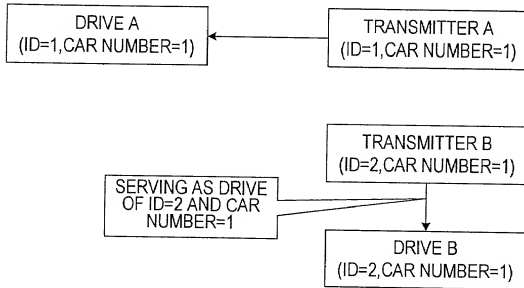 DRIVE A
(ID=1,CAR NUMBER=1)
TRANSMITTER A
(ID=1,CAR NUMBER=1)
TRANSMITTER B
(ID=2,CAR NUMBER=1)
SERVING AS DRIVE
OF ID=2 AND CAR
NUMBER=1
DRIVE B
(ID=2,CAR NUMBER=1)